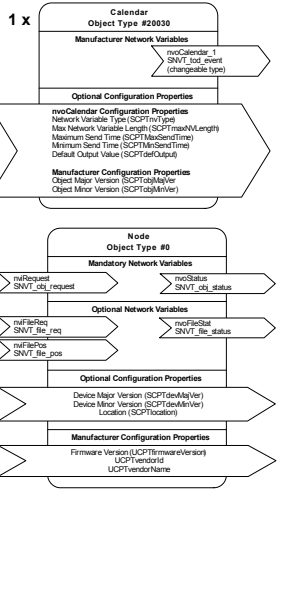 1 x
Calendar
Object Type #20030
Manufacturer Network Variables
nvoCalendar_1
SNVT_tod_event
(changeable type)
Optional Configuration Properties
nvoCalendar Configuration Properties
Network Variable Type (SCPTnvType)
Max Network Variable Length (SCPTmaxNVLength)
Maximum Send Time (SCPTMaxSendTime)
Minimum Send Time (SCPTMinSendTime)
Default Output Value (SCPTdefOutput)
Manufacturer Configuration Properties
Object Major Version (SCPTobjMajVer
Object Minor Version (SCPTobjMinVer)
Node
Object Type #0
Mandatory Network Variables
nviRequest
SNVT_obj_request
nvoStatus
SNVT_obj_status
Optional Network Variables
nviFileReq
SNVT_file_req
nvoFileStat
SNVT_file_status
nviFilePos
SNVT_file_pos
Optional Configuration Properties
Device Major Version (SCPTdevMajVer)
Device Minor Version (SCPTdevMinVer)
Location (SCPTlocation)
Manufacturer Configuration Properties
Firmware Version (UCPTfirmwareVersion)
UCPTvendorId
UCPTvendorName